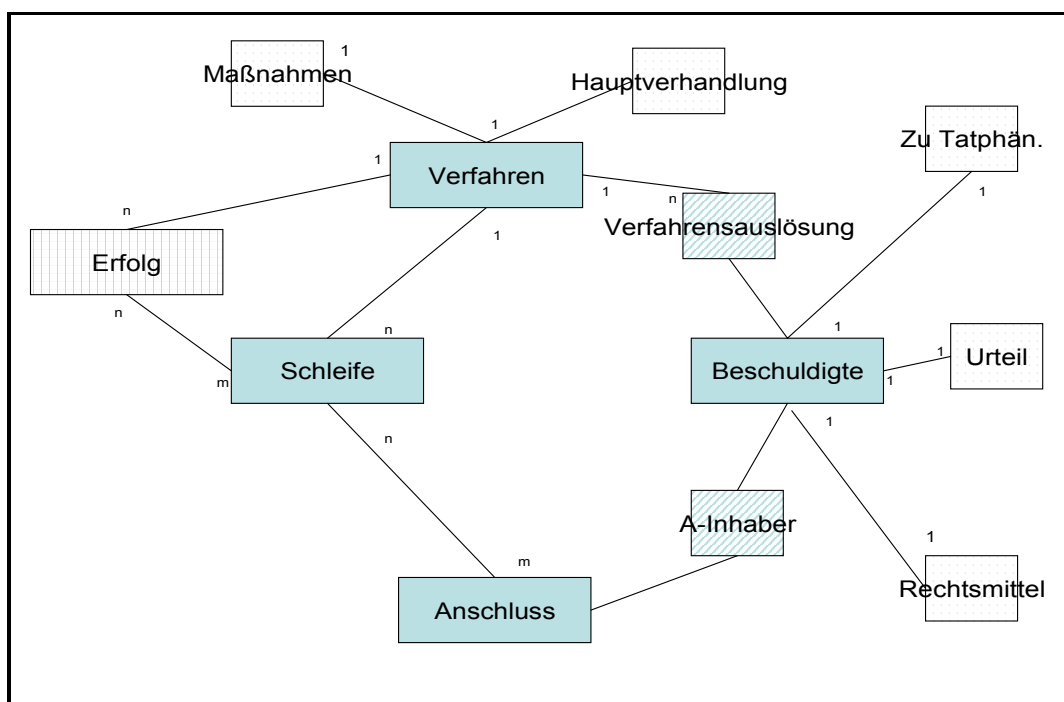 1
Maßnahmen
Hauptverhandlung
1
Zu Tatphän.
1
Verfahren
1
n
1
n
Verfahrensauslösung
1
Erfolg
n
n
1
Schleife
m
Beschuldigte
1
1
Urteil
n
1
A-Inhaber
1
m
Rechtsmittel
Anschluss